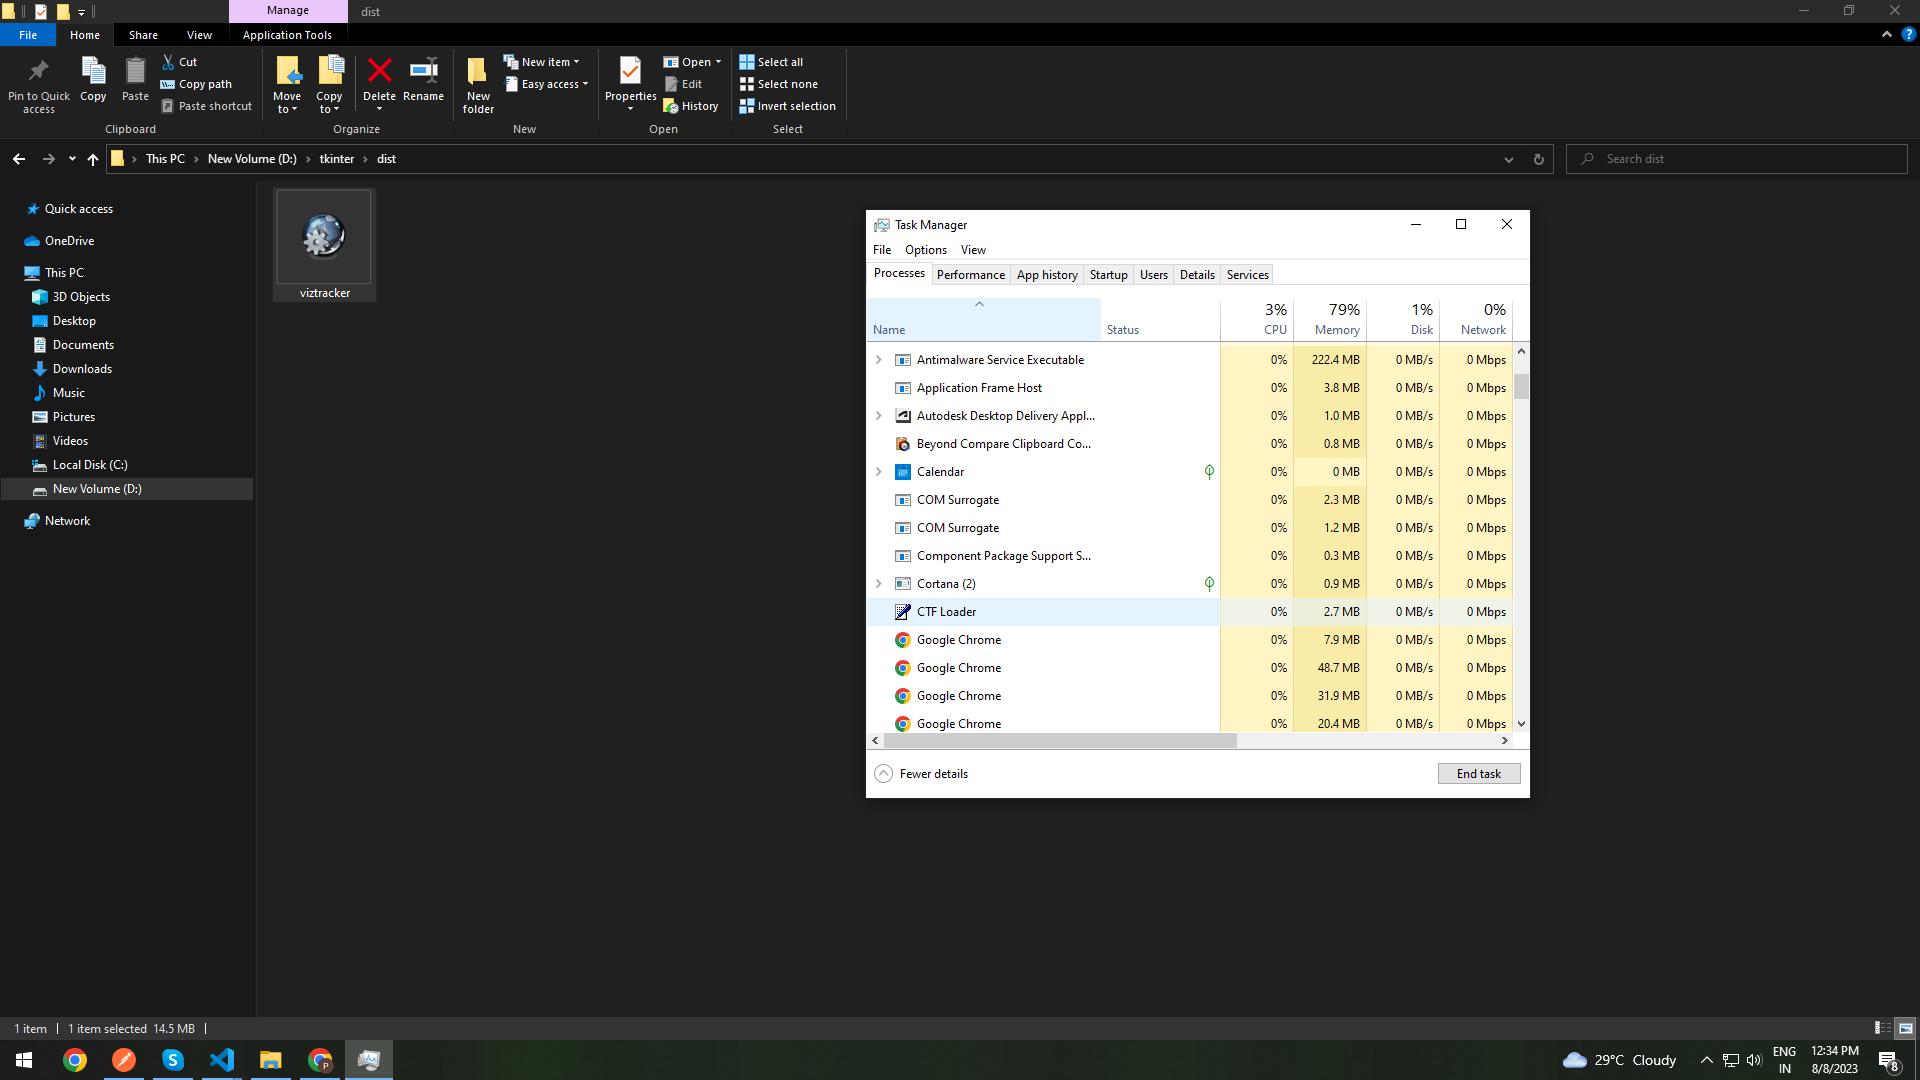 Manage
dist
File
Home
Share
View
Application Tools
Pin to Quick access
Copy
Paste
Cut
Copy path
Paste shortcut
Clipboard
Move to
Copy to
Delete
Rename
Organize
New folder
New item
Easy access
New
Properties
Open
Edit
History
Open
Select all
Select none
Invert selection
Select
This PC
New Volume (D:)
tkinter
dist
Search dist
Quick access
OneDrive
This PC
3D Objects
Desktop
Documents
Downloads
Music
Pictures
Videos
Local Disk (C:)
New Volume (D:)
Network
viztracker
Task Manager
File Options View
Processes Performance App history Startup Users Details Services
3% 79% 1% 0%
Name Status CPU Memory Disk Network
Antimalware Service Executable 0% 222.4 MB 0 MB/s 0 Mbps
Application Frame Host 0% 3.8 MB 0 MB/s 0 Mbps
Autodesk Desktop Delivery Appl... 0% 1.0 MB 0 MB/s 0 Mbps
Beyond Compare Clipboard Co... 0% 0.8 MB 0 MB/s 0 Mbps
Calendar 0% 0 MB 0 MB/s 0 Mbps
COM Surrogate 0% 2.3 MB 0 MB/s 0 Mbps
COM Surrogate 0% 1.2 MB 0 MB/s 0 Mbps
Component Package Support S... 0% 0.3 MB 0 MB/s 0 Mbps
Cortana (2) 0% 0.9 MB 0 MB/s 0 Mbps
CTF Loader 0% 2.7 MB 0 MB/s 0 Mbps
Google Chrome 0% 7.9 MB 0 MB/s 0 Mbps
Google Chrome 0% 48.7 MB 0 MB/s 0 Mbps
Google Chrome 0% 31.9 MB 0 MB/s 0 Mbps
Google Chrome 0% 20.4 MB 0 MB/s 0 Mbps
Fewer details
End task
1 item
1 item selected 14.5 MB
29°C Cloudy
ENG
IN
12:34 PM
8/8/2023
8